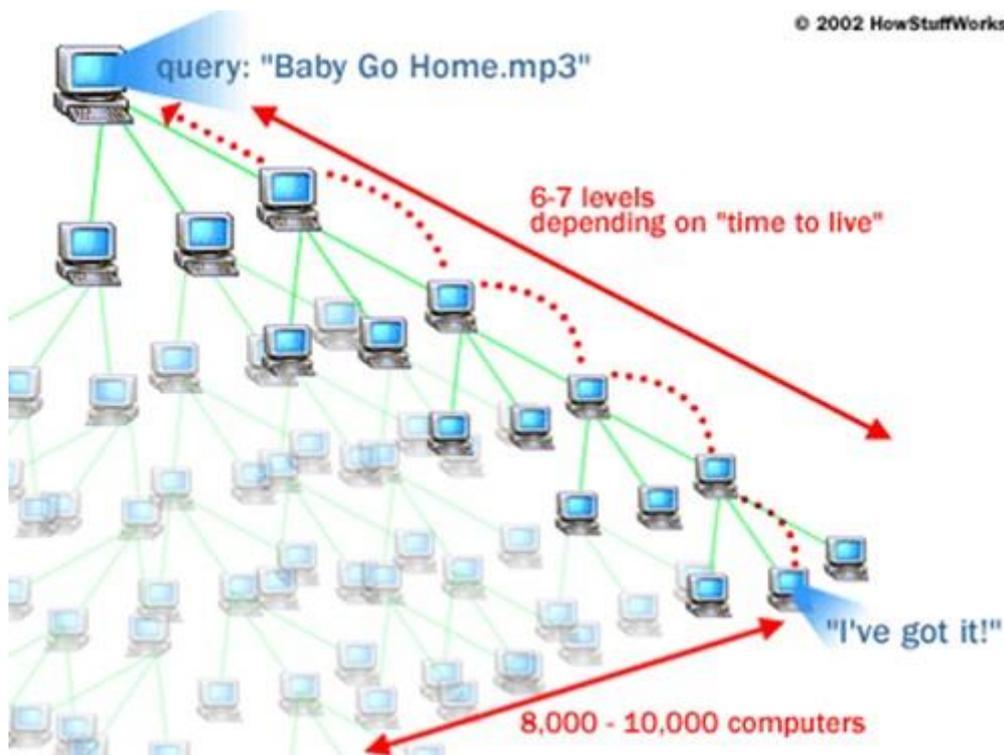 © 2002 HowStuffWorks
query: "Baby Go Home.mp3"
6-7 levels
depending on "time to live"
"I've got it!"
8,000 - 10,000 computers